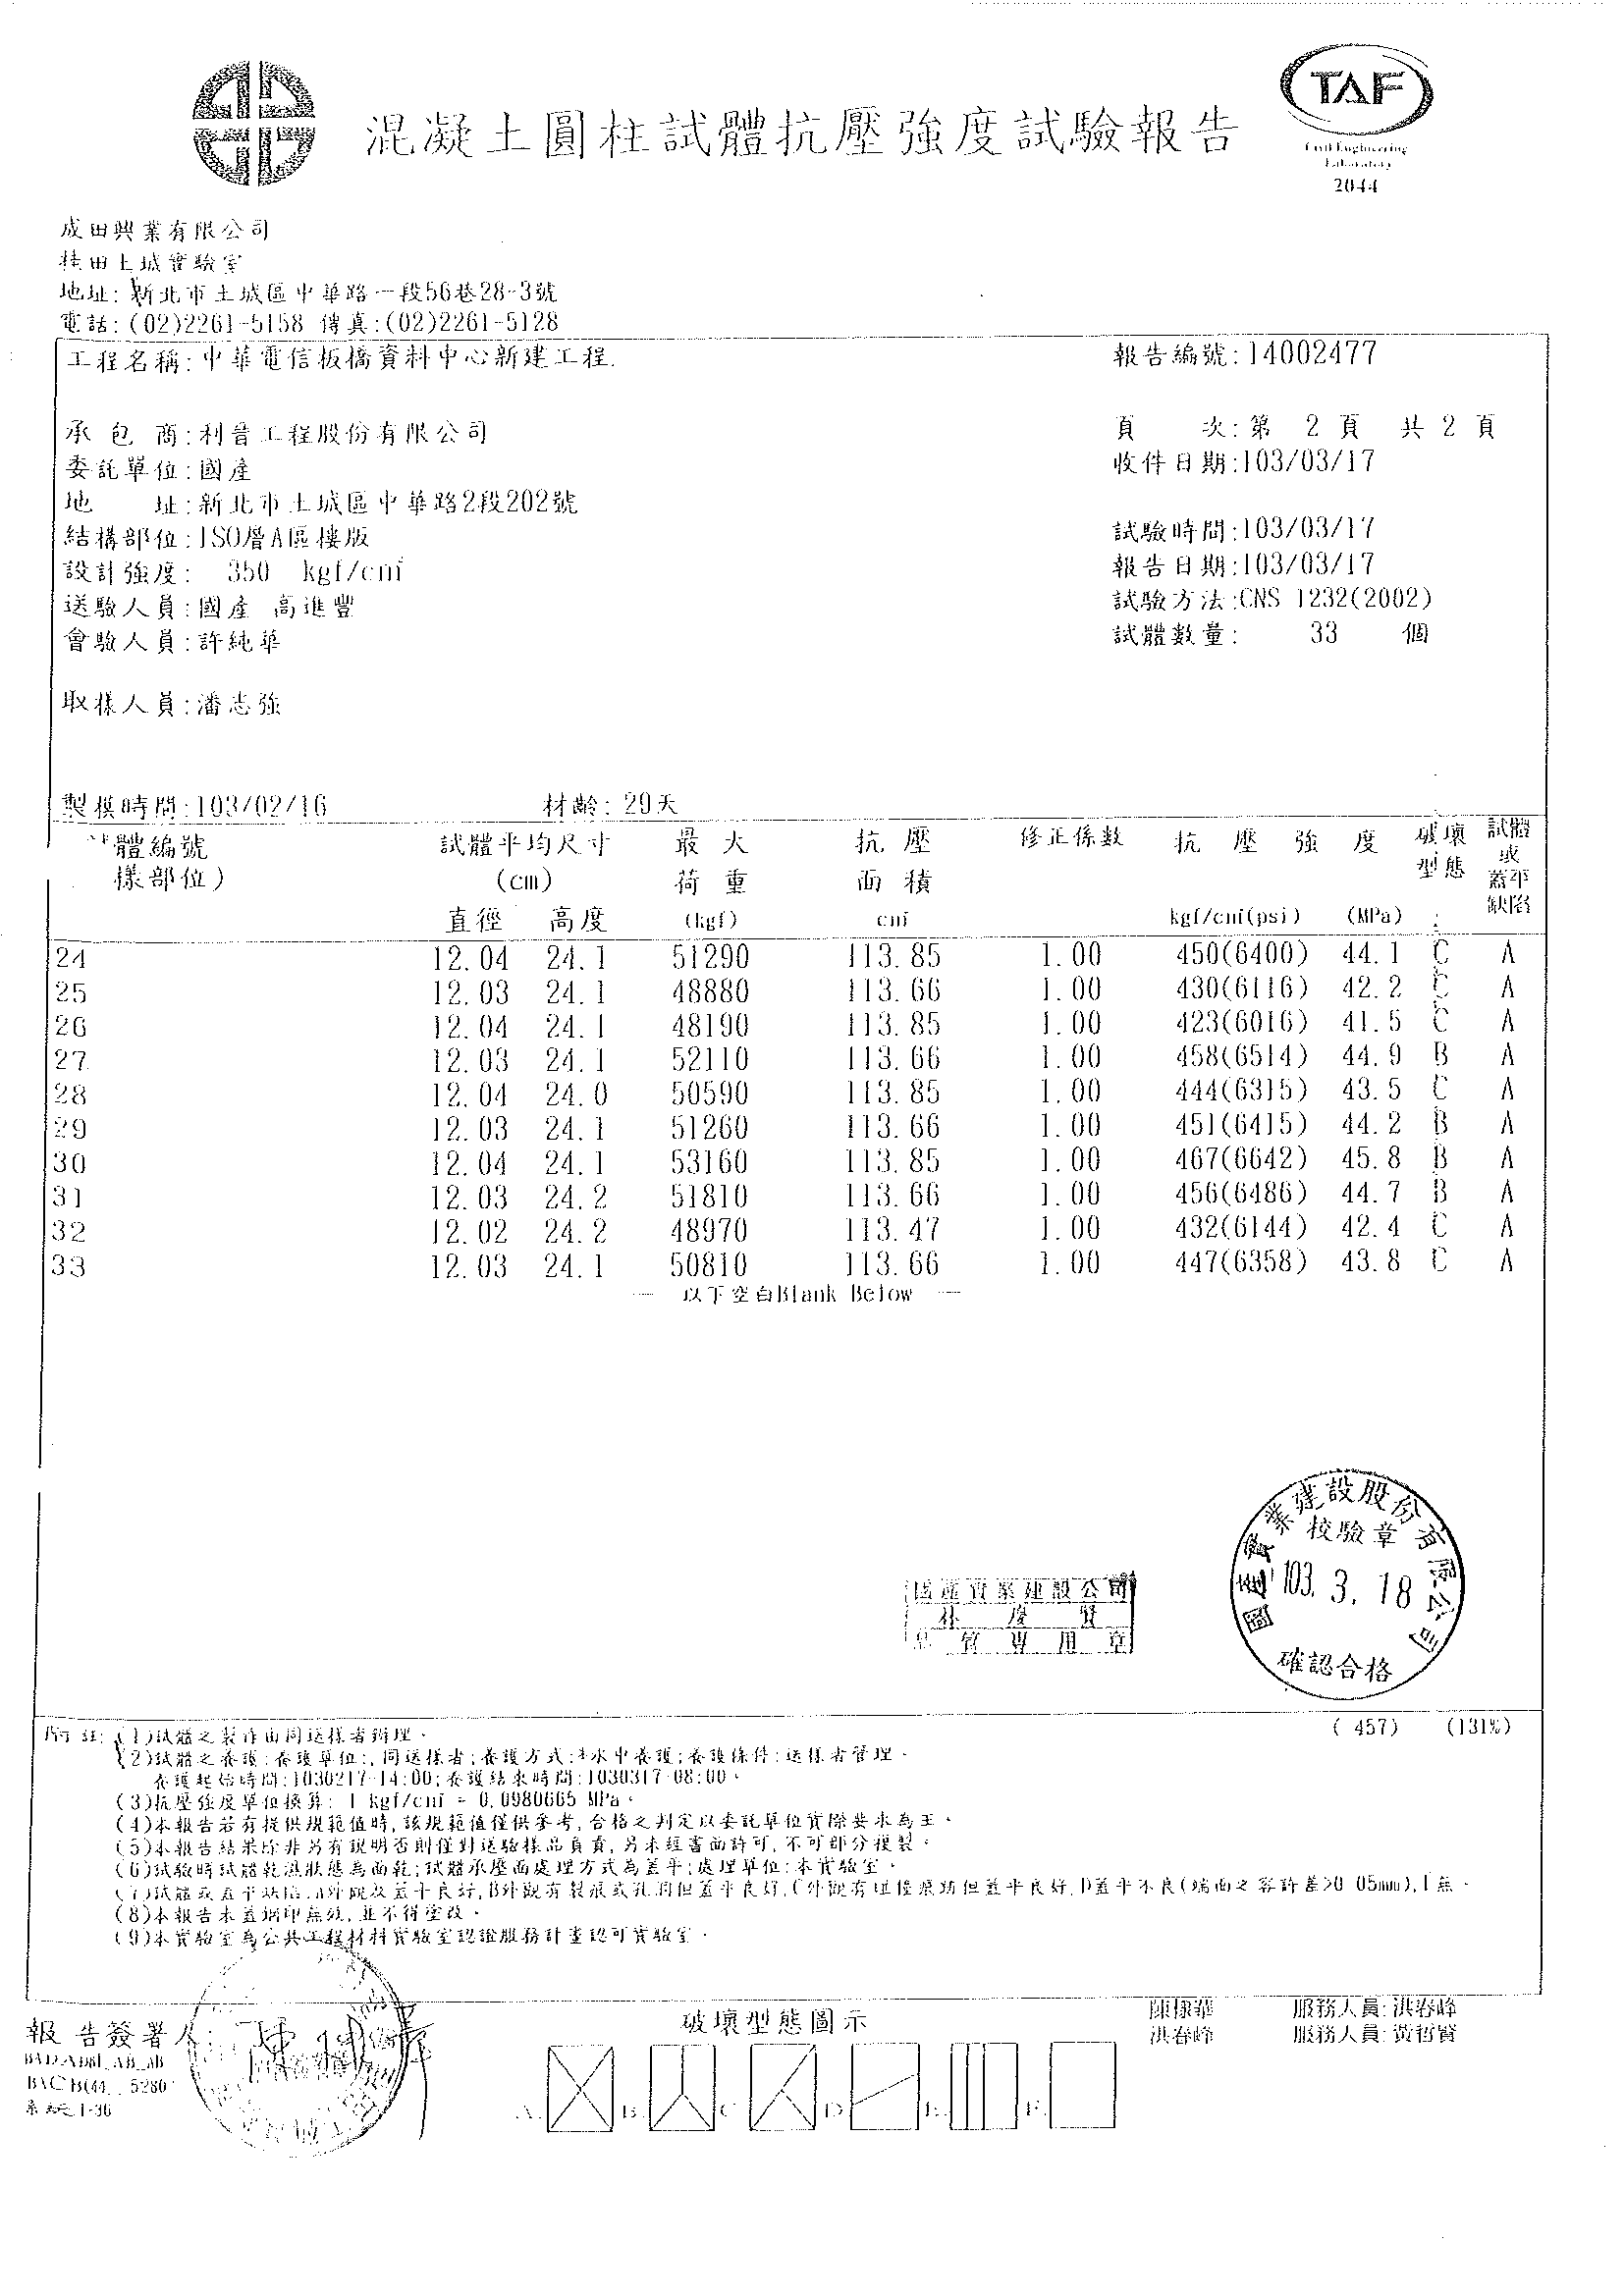 混凝土圓柱試體抗壓強度試驗報告
TAF
Civil Engineering
Laboratory
2044
成田興業有限公司
桂田土城實驗室
地址:新北市土城區中華路一段56巷28-3號
電話:(02)2261-5158 傳真:(02)2261-5128
工程名稱:中華電信板橋資料中心新建工程.
報告編號:14002477
承包商:利晉工程股份有限公司
頁 次:第 2 頁 共 2 頁
委託單位:國產
收件日期:103/03/17
地 址:新北市土城區中華路2段202號
結構部位:ISO層A區樓版
試驗時間:103/03/17
設計強度: 350 kgf/cm²
報告日期:103/03/17
送驗人員:國產 高進豐
試驗方法:CNS 1232(2002)
會驗人員:許純華
試體數量: 33 個
取樣人員:潘志強
製模時間:103/02/16 材齡: 29天
體編號 試體平均尺寸 最大 抗壓 修正係數 抗壓強度 破壞 試體
樣部位) (cm) 荷重 面積 型態 或
蓋平
直徑 高度 (kgf) cm² kgf/cm²(psi) (MPa) 缺陷
24 12.04 24.1 51290 113.85 1.00 450(6400) 44.1 C A
25 12.03 24.1 48880 113.66 1.00 430(6116) 42.2 C A
26 12.04 24.1 48190 113.85 1.00 423(6016) 41.5 C A
27 12.03 24.1 52110 113.66 1.00 458(6514) 44.9 B A
28 12.04 24.0 50590 113.85 1.00 444(6315) 43.5 C A
29 12.03 24.1 51260 113.66 1.00 451(6415) 44.2 B A
30 12.04 24.1 53160 113.85 1.00 467(6642) 45.8 B A
31 12.03 24.2 51810 113.66 1.00 456(6486) 44.7 B A
32 12.02 24.2 48970 113.47 1.00 432(6144) 42.4 C A
33 12.03 24.1 50810 113.66 1.00 447(6358) 43.8 C A
— 以下空白Blank Below —
國產實業建設股份有限公司
校驗章
103. 3. 18
確認合格
國產實業建設公司
林 度 賢
品 管 專 用 章
(457) (131%)
附註:(1)試體之製作由同送樣者辦理。
(2)試體之養護:養護單位:,同送樣者;養護方式:*水中養護;養護條件:送樣者管理。
養護起始時間:1030217-14:00;養護結束時間:1030317-08:00。
(3)抗壓強度單位換算: 1 kgf/cm² = 0.0980665 MPa。
(4)本報告若有提供規範值時,該規範值僅供參考,合格之判定以委託單位實際要求為主。
(5)本報告結果除非另有說明否則僅對送驗樣品負責,另未經書面許可,不可部分複製。
(6)試驗時試體乾濕狀態為面乾;試體承壓面處理方式為蓋平;處理單位:本實驗室。
(7)試體或蓋平缺陷:A外觀及蓋平良好,B外觀有裂痕或孔洞但蓋平良好,C外觀有碰撞痕跡但蓋平良好,D蓋平不良(端面之容許差>0.05mm),E無。
(8)本報告未蓋鋼印無效,並不得塗改。
(9)本實驗室為公共工程材料實驗室認證服務計畫認可實驗室。
報告簽署人:
破壞型態圖示
服務人員:洪春峰
洪春峰 服務人員:黃哲賢
A. B. C D E. F.